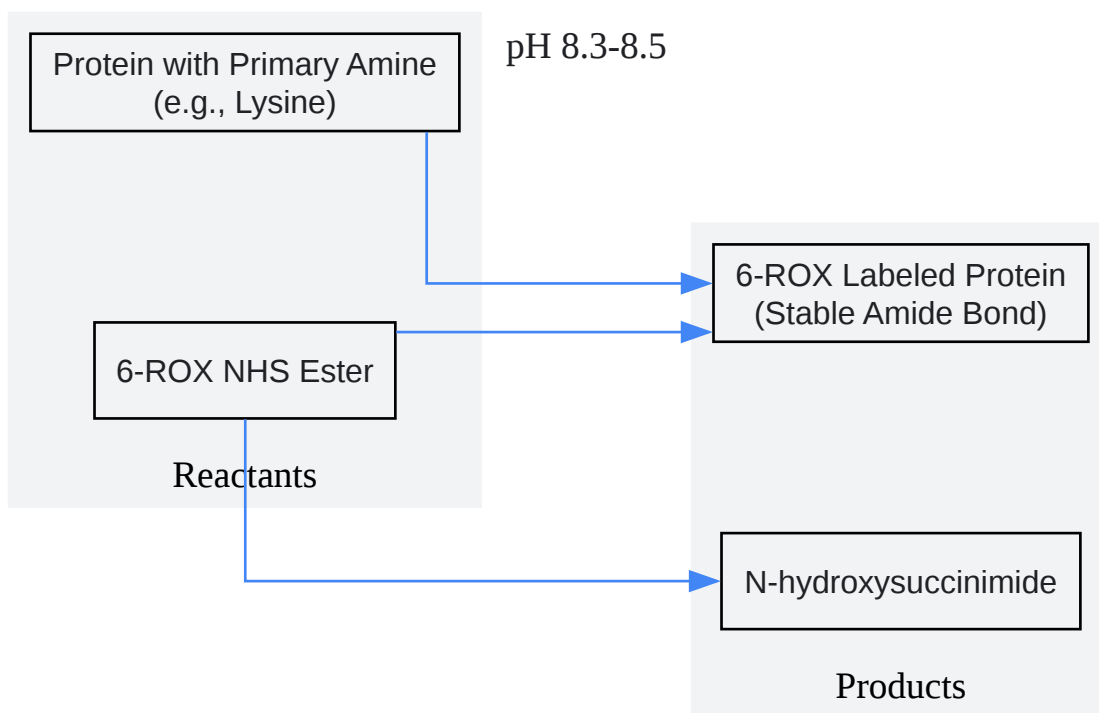 Protein with Primary Amine
(e.g., Lysine)
pH 8.3-8.5
6-ROX NHS Ester
Reactants
6-ROX Labeled Protein
(Stable Amide Bond)
N-hydroxysuccinimide
Products